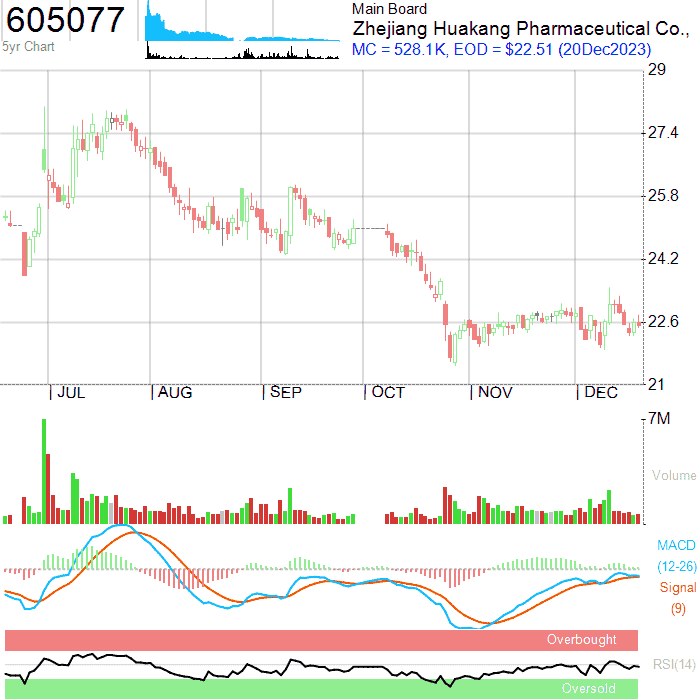 605077
5yr Chart
Main Board
Zhejiang Huakang Pharmaceutical Co.,
MC = 528.1K, EOD = $22.51 (20Dec2023)
29
27.4
25.8
24.2
22.6
21
JUL AUG SEP OCT NOV DEC
7M
Volume
MACD
(12-26)
Signal
(9)
Overbought
RSI(14)
Oversold